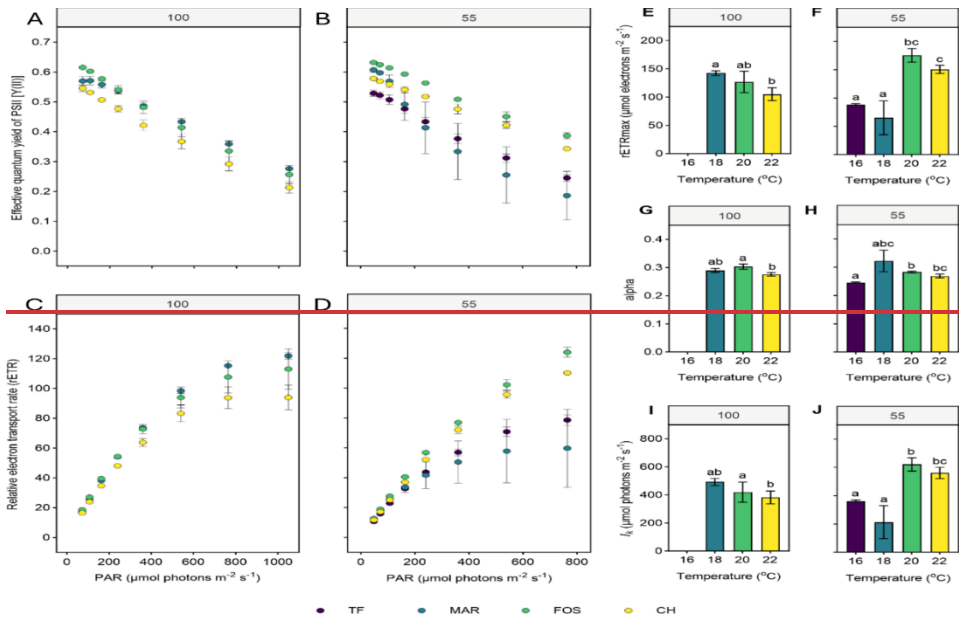 A
100
B
55
Effective quantum yield of PSII [Y(II)]
0.7
0.6
0.5
0.4
0.3
0.2
0.1
0.0
C
100
D
55
Relative electron transport rate (rETR)
140
120
100
80
60
40
20
0
0 200 400 600 800 1000
PAR (µmol photons m⁻² s⁻¹)
0 200 400 600 800
PAR (µmol photons m⁻² s⁻¹)
E
100
rETRmax (µmol electrons m⁻² s⁻¹)
200
150
100
50
0
a ab b
16 18 20 22
Temperature (°C)
F
55
a a bc c
16 18 20 22
Temperature (°C)
G
100
alpha
0.4
0.3
0.2
0.1
0.0
ab a b
16 18 20 22
Temperature (°C)
H
55
a abc b bc
16 18 20 22
Temperature (°C)
I
100
Iₖ (µmol photons m⁻² s⁻¹)
800
600
400
200
0
ab a b
16 18 20 22
Temperature (°C)
J
55
a a b bc
16 18 20 22
Temperature (°C)
TF MAR FOS CH